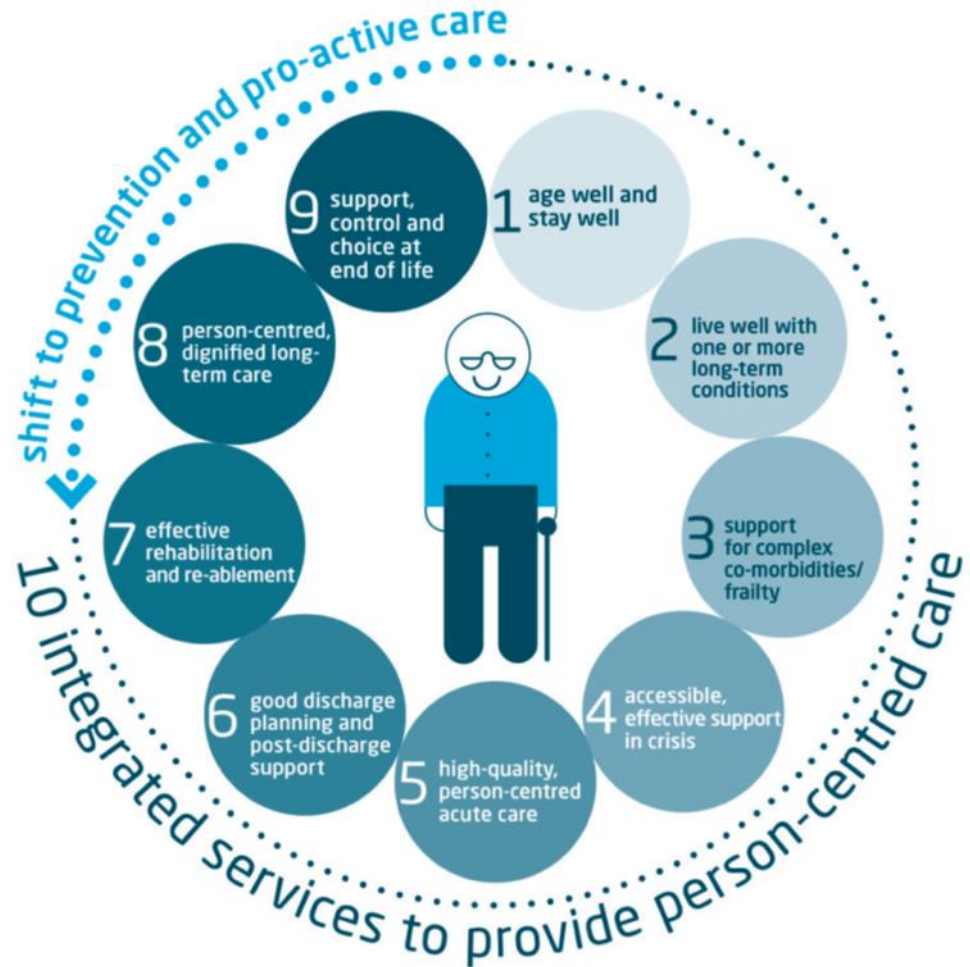 shift to prevention and pro-active care
1 age well and
stay well
2 live well with
one or more
long-term
conditions
3 support
for complex
co-morbidities/
frailty
4 accessible,
effective support
in crisis
5 high-quality,
person-centred
acute care
6 good discharge
planning and
post-discharge
support
7 effective
rehabilitation
and re-ablement
8 person-centred,
dignified long-
term care
9 support,
control and
choice at
end of life
10 integrated services to provide person-centred care